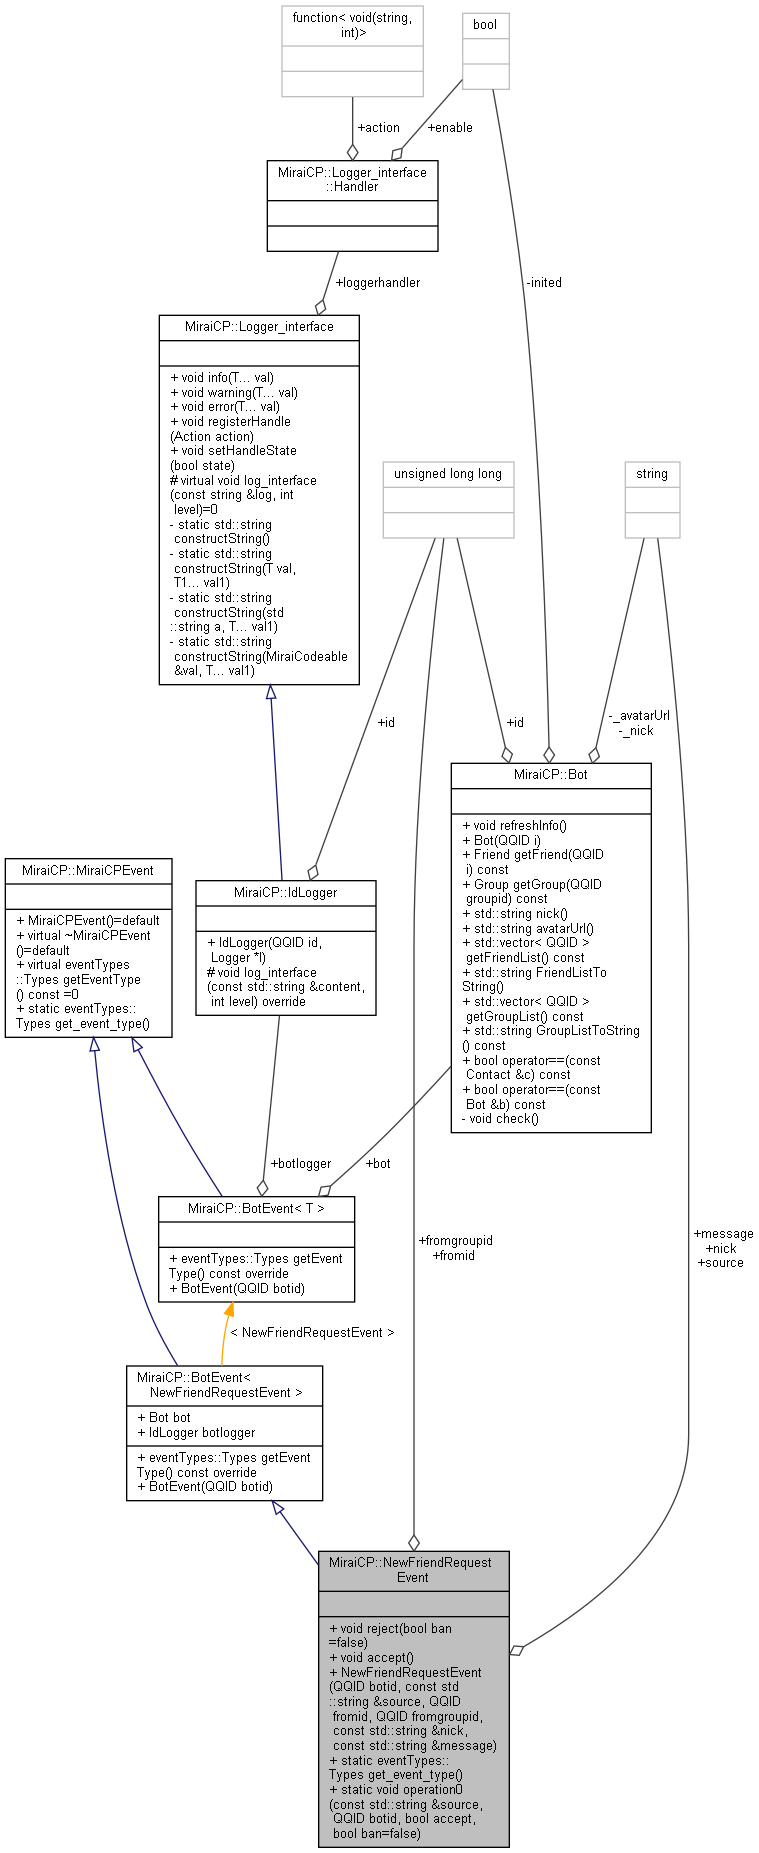 function< void(string,
int)>
bool
+action
+enable
MiraiCP::Logger_interface
::Handler
-inited
+loggerhandler
MiraiCP::Logger_interface
+ void info(T... val)
+ void warning(T... val)
+ void error(T... val)
+ void registerHandle
(Action action)
+ void setHandleState
(bool state)
# virtual void log_interface
(const string &log, int
level)=0
- static std::string
constructString()
- static std::string
constructString(T val,
T1... val1)
- static std::string
constructString(std
::string a, T... val1)
- static std::string
constructString(MiraiCodeable
&val, T... val1)
unsigned long long
string
+id
+id
-_avatarUrl
-_nick
MiraiCP::Bot
+ void refreshInfo()
+ Bot(QQID i)
+ Friend getFriend(QQID
i) const
+ Group getGroup(QQID
groupid) const
+ std::string nick()
+ std::string avatarUrl()
+ std::vector< QQID >
getFriendList() const
+ std::string FriendListTo
String()
+ std::vector< QQID >
getGroupList() const
+ std::string GroupListToString
() const
+ bool operator==(const
Contact &c) const
+ bool operator==(const
Bot &b) const
- void check()
MiraiCP::MiraiCPEvent
+ MiraiCPEvent()=default
+ virtual ~MiraiCPEvent
()=default
+ virtual eventTypes
::Types getEventType
() const =0
+ static eventTypes::
Types get_event_type()
MiraiCP::IdLogger
+ IdLogger(QQID id,
Logger *l)
# void log_interface
(const std::string &content,
int level) override
+botlogger
+bot
MiraiCP::BotEvent< T >
+ eventTypes::Types getEvent
Type() const override
+ BotEvent(QQID botid)
+fromgroupid
+fromid
+message
+nick
+source
< NewFriendRequestEvent >
MiraiCP::BotEvent<
NewFriendRequestEvent >
+ Bot bot
+ IdLogger botlogger
+ eventTypes::Types getEvent
Type() const override
+ BotEvent(QQID botid)
MiraiCP::NewFriendRequest
Event
+ void reject(bool ban
=false)
+ void accept()
+ NewFriendRequestEvent
(QQID botid, const std
::string &source, QQID
fromid, QQID fromgroupid,
const std::string &nick,
const std::string &message)
+ static eventTypes::
Types get_event_type()
+ static void operation0
(const std::string &source,
QQID botid, bool accept,
bool ban=false)